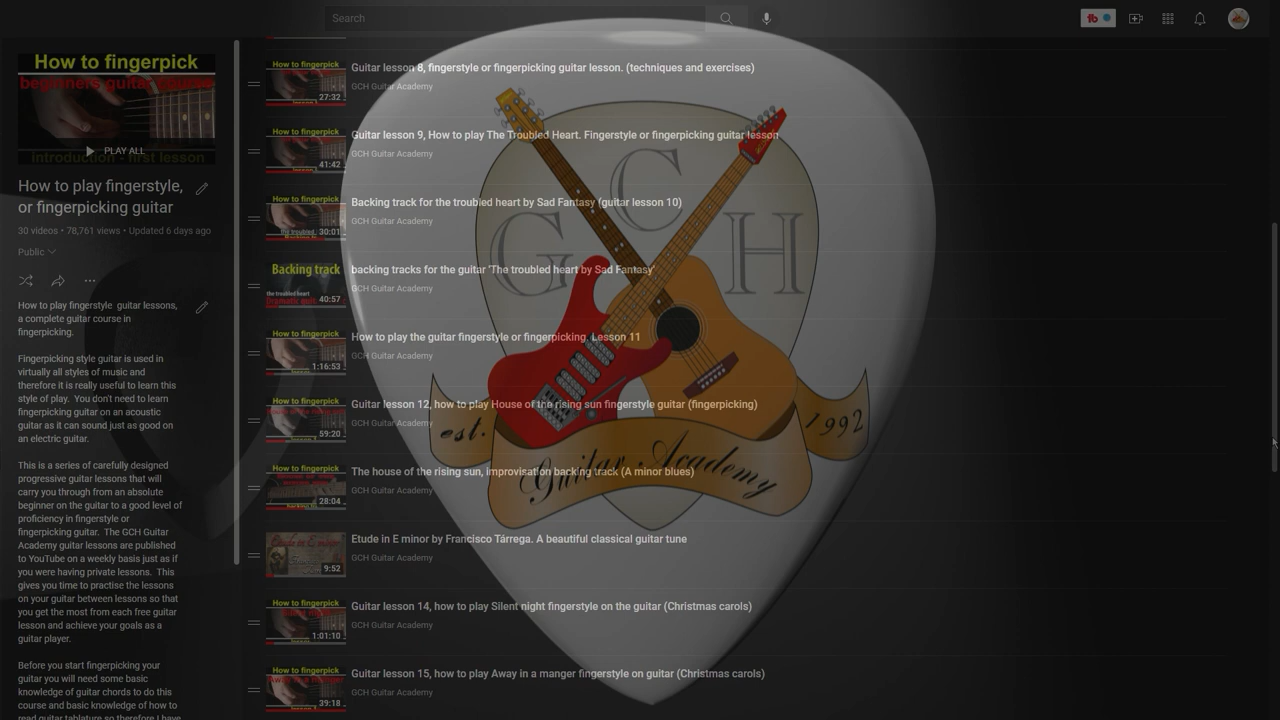 Search
How to fingerpick
beginners guitar course
PLAY ALL
introduction - first lesson
How to play fingerstyle,
or fingerpicking guitar
30 videos • 78,761 views • Updated 6 days ago
Public
How to play fingerstyle guitar lessons,
a complete guitar course in
fingerpicking.
Fingerpicking style guitar is used in
virtually all styles of music and
therefore it is really useful to learn this
style of play. You don't need to learn
fingerpicking guitar on an acoustic
guitar as it can sound just as good on
an electric guitar.
This is a series of carefully designed
progressive guitar lessons that will
carry you through from an absolute
beginner on the guitar to a good level of
proficiency in fingerstyle or
fingerpicking guitar. The GCH Guitar
Academy guitar lessons are published
to YouTube on a weekly basis just as if
you were having private lessons. This
gives you time to practise the lessons
on your guitar between lessons so that
you get the most from each free guitar
lesson and achieve your goals as a
guitar player.
Before you start fingerpicking your
guitar you will need some basic
knowledge of guitar chords to do this
course and basic knowledge of how to
read guitar tablature so therefore I have
How to fingerpick
27:32
Guitar lesson 8, fingerstyle or fingerpicking guitar lesson. (techniques and exercises)
GCH Guitar Academy
How to fingerpick
41:42
Guitar lesson 9, How to play The Troubled Heart. Fingerstyle or fingerpicking guitar lesson
GCH Guitar Academy
How to fingerpick
30:01
Backing track for the troubled heart by Sad Fantasy (guitar lesson 10)
GCH Guitar Academy
Backing track
the troubled heart
40:57
backing tracks for the guitar 'The troubled heart by Sad Fantasy'
GCH Guitar Academy
How to fingerpick
1:16:53
How to play the guitar fingerstyle or fingerpicking, Lesson 11
GCH Guitar Academy
How to fingerpick
59:20
Guitar lesson 12, how to play House of the rising sun fingerstyle guitar (fingerpicking)
GCH Guitar Academy
How to fingerpick
28:04
The house of the rising sun, improvisation backing track (A minor blues)
GCH Guitar Academy
9:52
Etude in E minor by Francisco Tárrega. A beautiful classical guitar tune
GCH Guitar Academy
How to fingerpick
1:01:10
Guitar lesson 14, how to play Silent night fingerstyle on the guitar (Christmas carols)
GCH Guitar Academy
How to fingerpick
39:18
Guitar lesson 15, how to play Away in a manger fingerstyle on guitar (Christmas carols)
GCH Guitar Academy
G C H
est. 1992
Guitar Academy